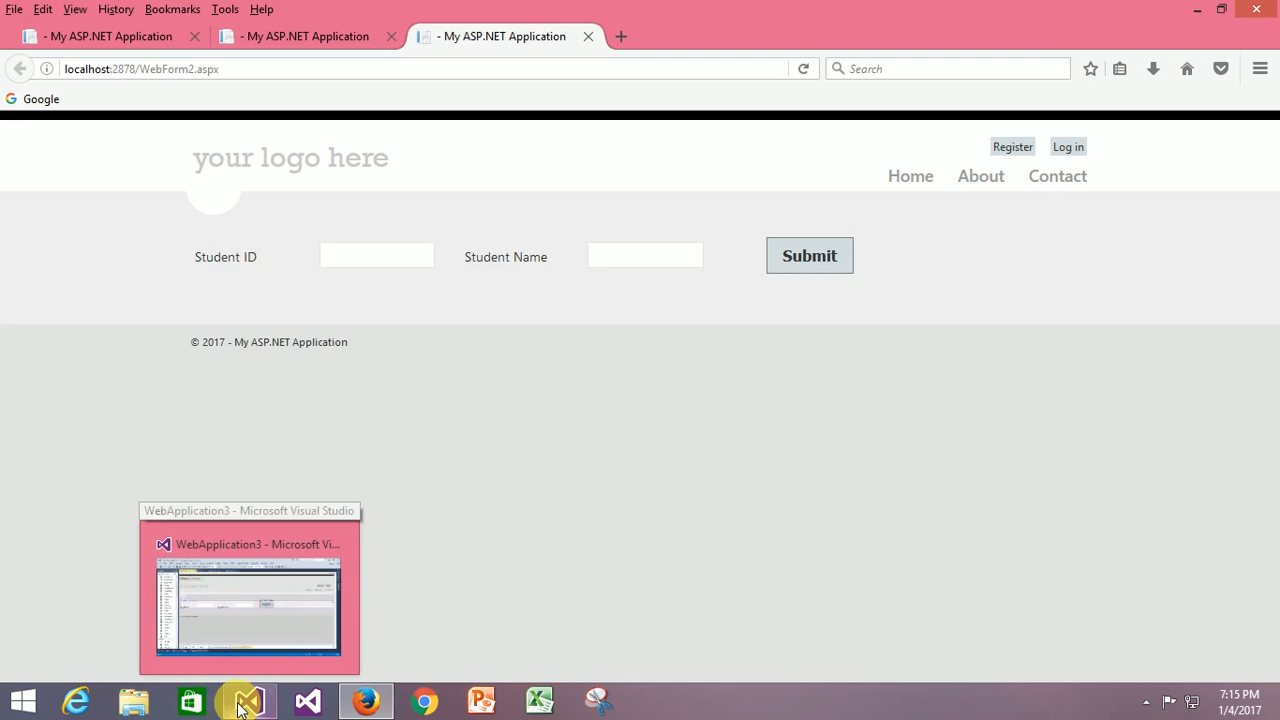 File Edit View History Bookmarks Tools Help
- My ASP.NET Application - My ASP.NET Application - My ASP.NET Application
localhost:2878/WebForm2.aspx Search
Google
your logo here
Register Log in
Home About Contact
Student ID Student Name Submit
© 2017 - My ASP.NET Application
WebApplication3 - Microsoft Visual Studio
WebApplication3 - Microsoft Vi...
7:15 PM
1/4/2017